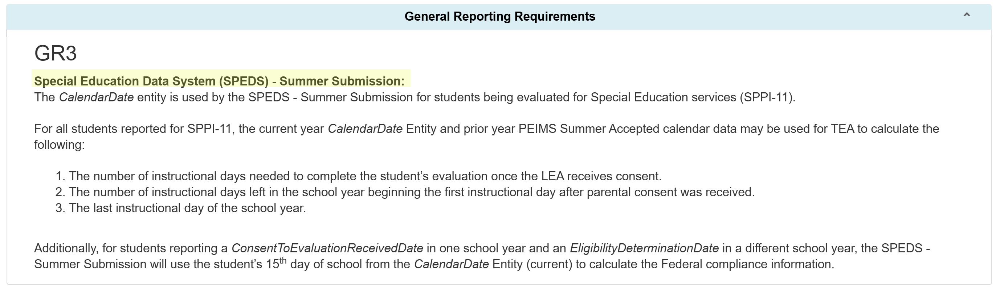 General Reporting Requirements
GR3
Special Education Data System (SPEDS) - Summer Submission:
The CalendarDate entity is used by the SPEDS - Summer Submission for students being evaluated for Special Education services (SPPI-11).
For all students reported for SPPI-11, the current year CalendarDate Entity and prior year PEIMS Summer Accepted calendar data may be used for TEA to calculate the
following:
1. The number of instructional days needed to complete the student’s evaluation once the LEA receives consent.
2. The number of instructional days left in the school year beginning the first instructional day after parental consent was received.
3. The last instructional day of the school year.
Additionally, for students reporting a ConsentToEvaluationReceivedDate in one school year and an EligibilityDeterminationDate in a different school year, the SPEDS -
Summer Submission will use the student’s 15th day of school from the CalendarDate Entity (current) to calculate the Federal compliance information.